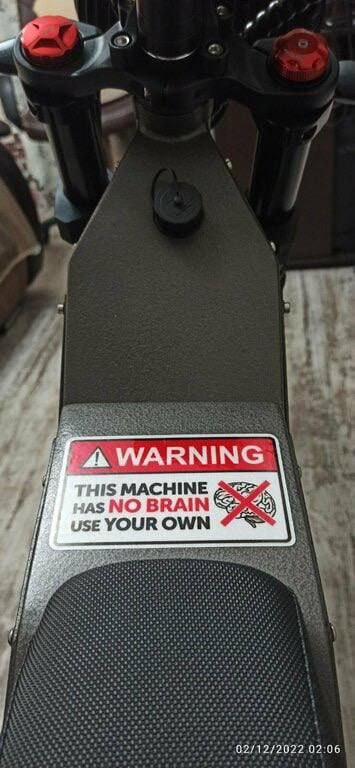 WARNING
THIS MACHINE
HAS NO BRAIN
USE YOUR OWN
02/12/2022 02:06